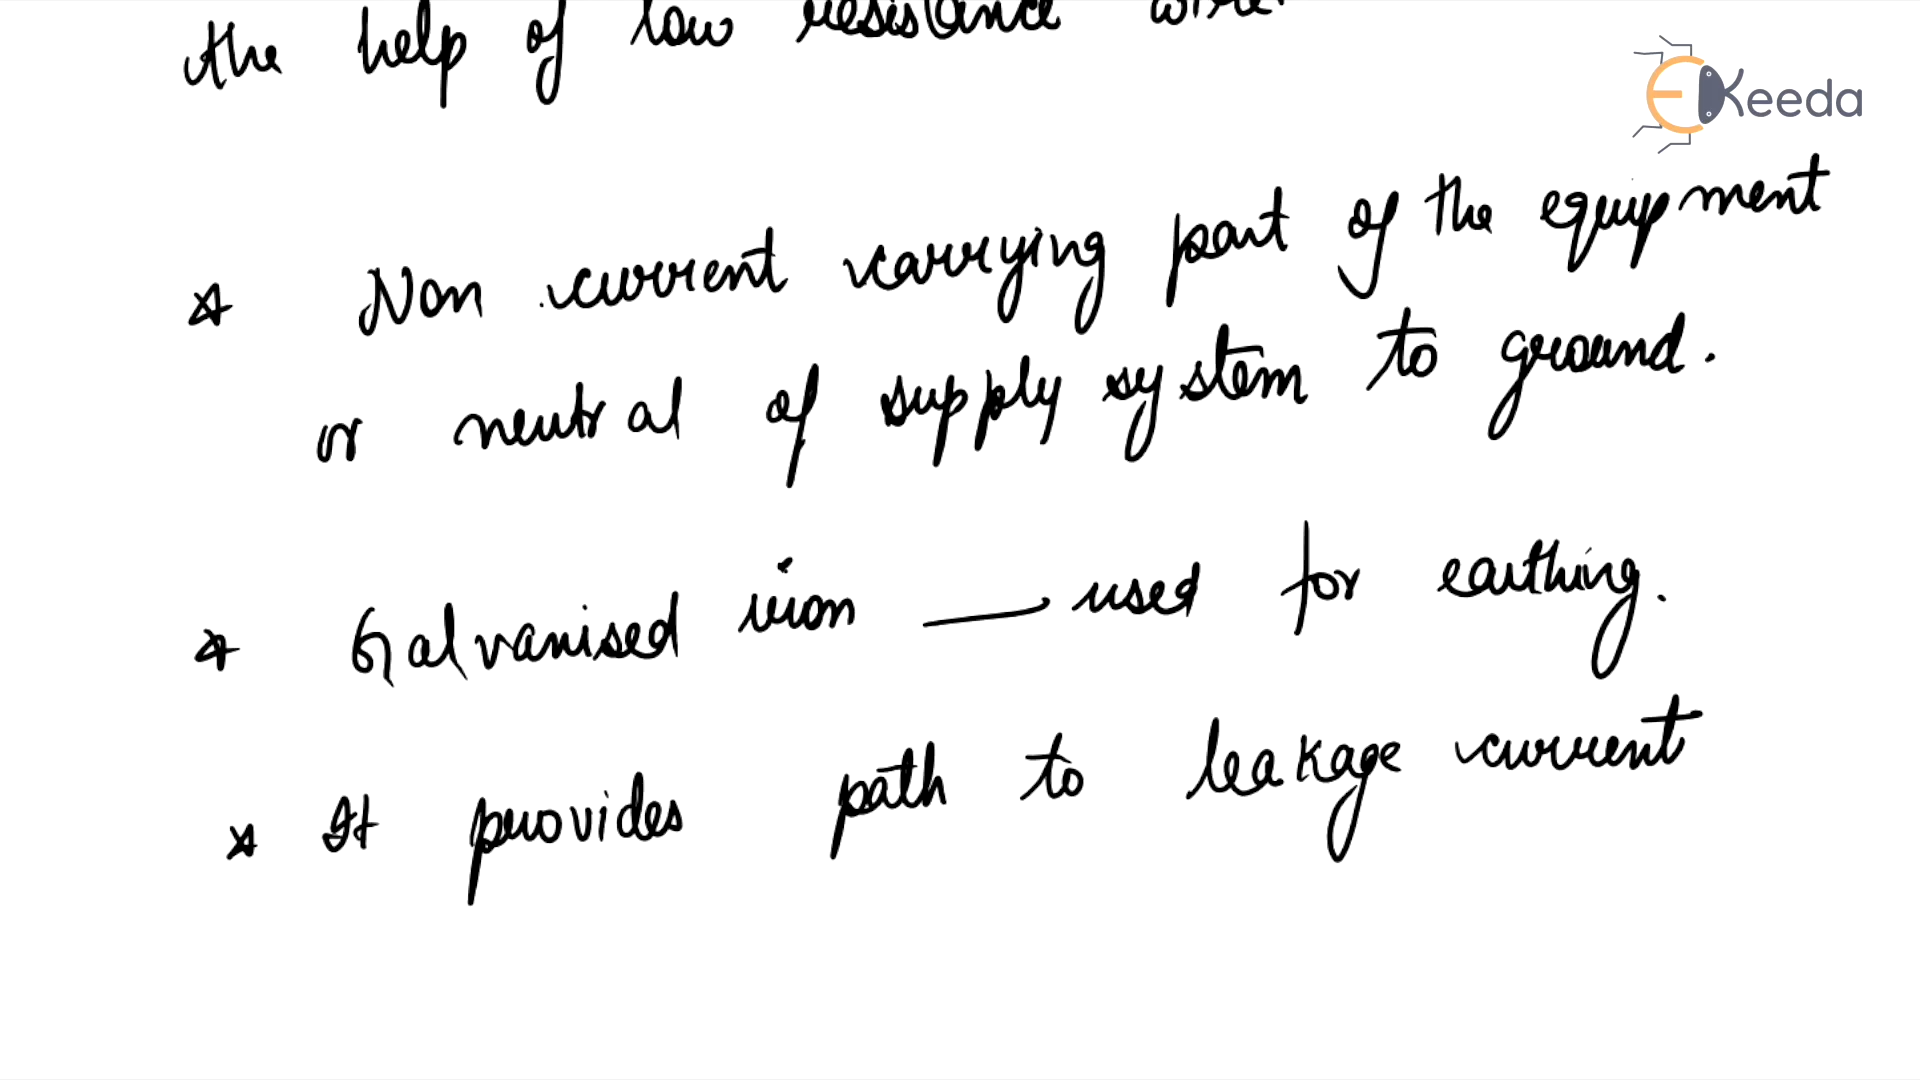 the help of low resistance wire.
EKeeda
☆ Non current carrying part of the equipment
or neutral of supply system to ground.
☆ Galvanised iron — used for earthing.
☆ It provides path to leakage current